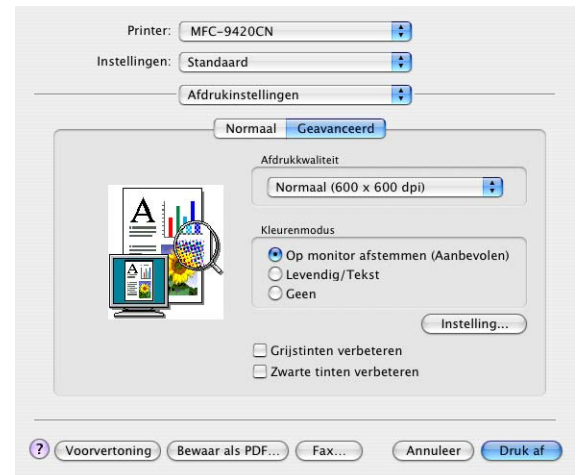 Printer: MFC-9420CN
Instellingen: Standaard
Afdrukinstellingen
Normaal Geavanceerd
Afdrukkwaliteit
Normaal (600 x 600 dpi)
Kleurenmodus
Op monitor afstemmen (Aanbevolen)
Levendig/Tekst
Geen
Instelling...
Grijstinten verbeteren
Zwarte tinten verbeteren
? Voorvertoning Bewaar als PDF... Fax... Annuleer Druk af
A
A